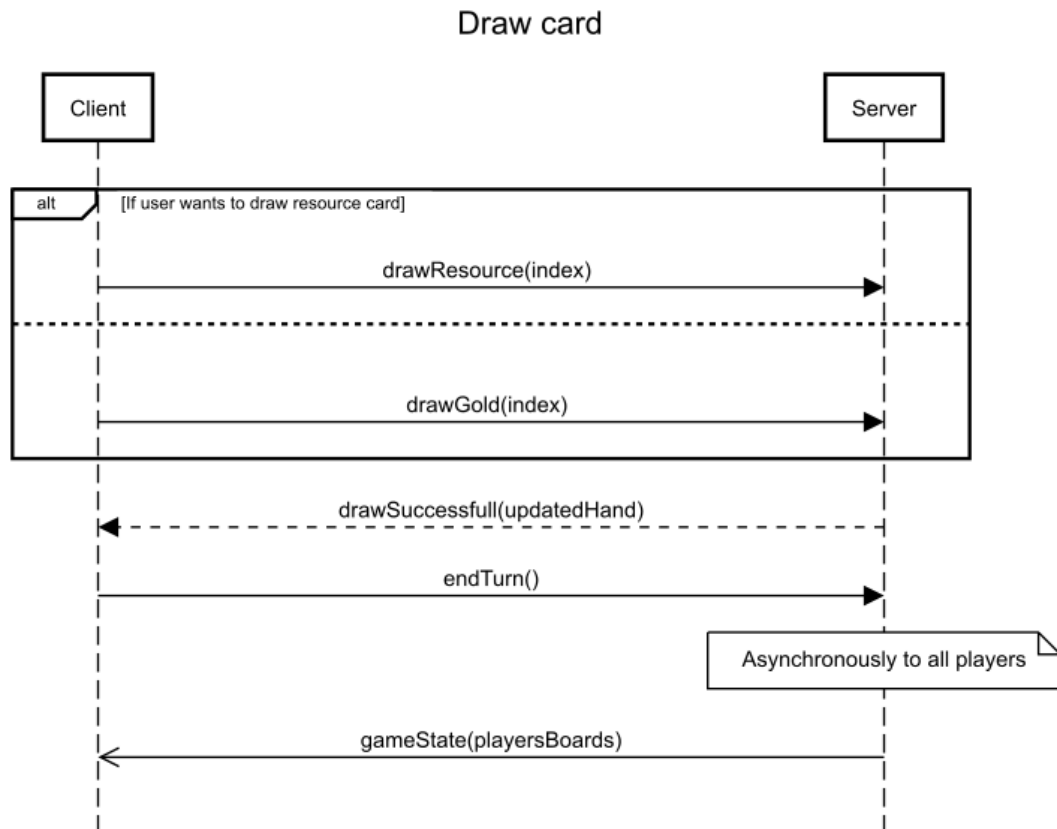 Draw card
Client
Server
alt
[If user wants to draw resource card]
drawResource(index)
drawGold(index)
drawSuccessfull(updatedHand)
endTurn()
Asynchronously to all players
gameState(playersBoards)